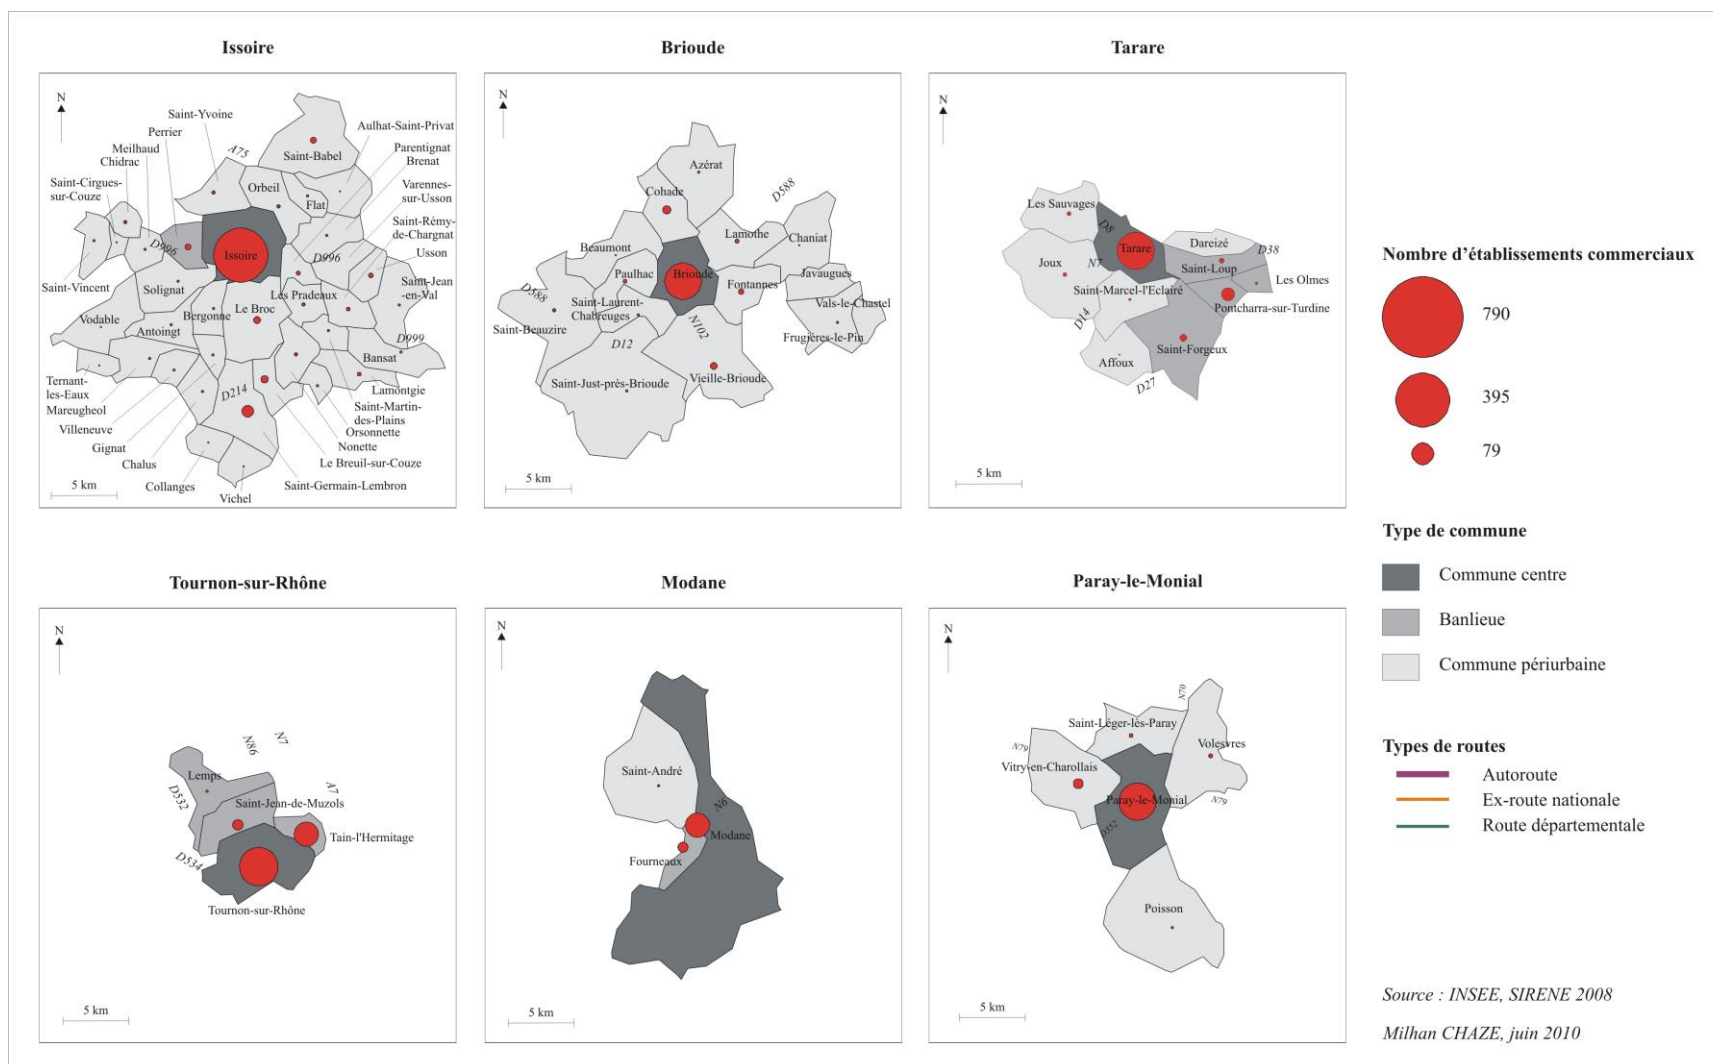 Issoire
N
Saint-Yvoine
Perrier
Meilhaud
Chidrac
Saint-Cirgues-
sur-Couze
A75
Saint-Babel
Aulhat-Saint-Privat
Parentignat
Brenat
Varennes-
sur-Usson
Saint-Rémy-
de-Chargnat
Usson
Saint-Jean
-en-Val
Orbeil
Flat
D996
Issoire
D996
Saint-Vincent
Solignat
Bergonne
Le Broc
Les Pradeaux
Vodable
Antoingt
D999
Bansat
Ternant-
les-Eaux
Mareugheol
Villeneuve
Gignat
Chalus
Collanges
Vichel
D214
Lamontgie
Saint-Martin
des-Plains
Orsonnette
Nonette
Le Breuil-sur-Couze
Saint-Germain-Lembron
5 km
Brioude
N
Azérat
Cohade
D588
Lamothe
Chaniat
Beaumont
Paulhac
Brioude
Fontannes
Javaugues
Vals-le-Chastel
D588
Saint-Laurent-
Chabreuges
Saint-Beauzire
N102
Frugières-le-Pin
D12
Saint-Just-près-Brioude
Vieille-Brioude
5 km
Tarare
N
Les Sauvages
D8
Tarare
Dareizé
D38
Joux
N7
Saint-Loup
Les Olmes
Saint-Marcel-l'Eclairé
Pontcharra-sur-Turdine
D14
Saint-Forgeux
Affoux
D27
5 km
Tournon-sur-Rhône
N
N86
N7
Lemps
D532
A7
Saint-Jean-de-Muzols
Tain-l'Hermitage
D534
Tournon-sur-Rhône
5 km
Modane
N
Saint-André
N6
Modane
Fourneaux
5 km
Paray-le-Monial
N
N70
Saint-Léger-lès-Paray
N79
Volesvres
Vitry-en-Charollais
Paray-le-Monial
N79
D352
Poisson
5 km
Nombre d’établissements commerciaux
790
395
79
Type de commune
Commune centre
Banlieue
Commune périurbaine
Types de routes
Autoroute
Ex-route nationale
Route départementale
Source : INSEE, SIRENE 2008
Milhan CHAZE, juin 2010